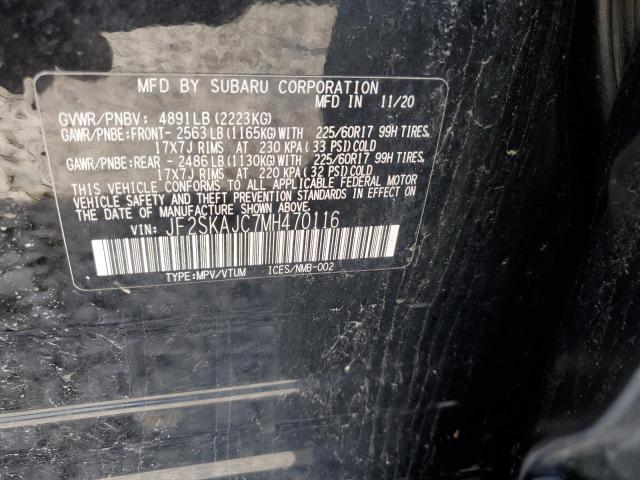 MFD BY SUBARU CORPORATION
MFD IN 11/20
GVWR/PNBV: 4891LB(2223KG)
GAWR/PNBE:FRONT- 2563LB(1165KG)WITH 225/60R17 99H TIRES,
17X7J RIMS AT 230 KPA(33 PSI)COLD
GAWR/PNBE:REAR - 2486LB(1130KG)WITH 225/60R17 99H TIRES,
17X7J RIMS AT 220 KPA(32 PSI)COLD
THIS VEHICLE CONFORMS TO ALL APPLICABLE FEDERAL MOTOR
VEHICLE SAFETY AND THEFT PREVENTION STANDARDS IN EFFECT
ON THE DATE OF MANUFACTURE SHOWN ABOVE.
VIN: JF2SKAJC7MH470116
TYPE:MPV/VTUM ICES/NMB-002